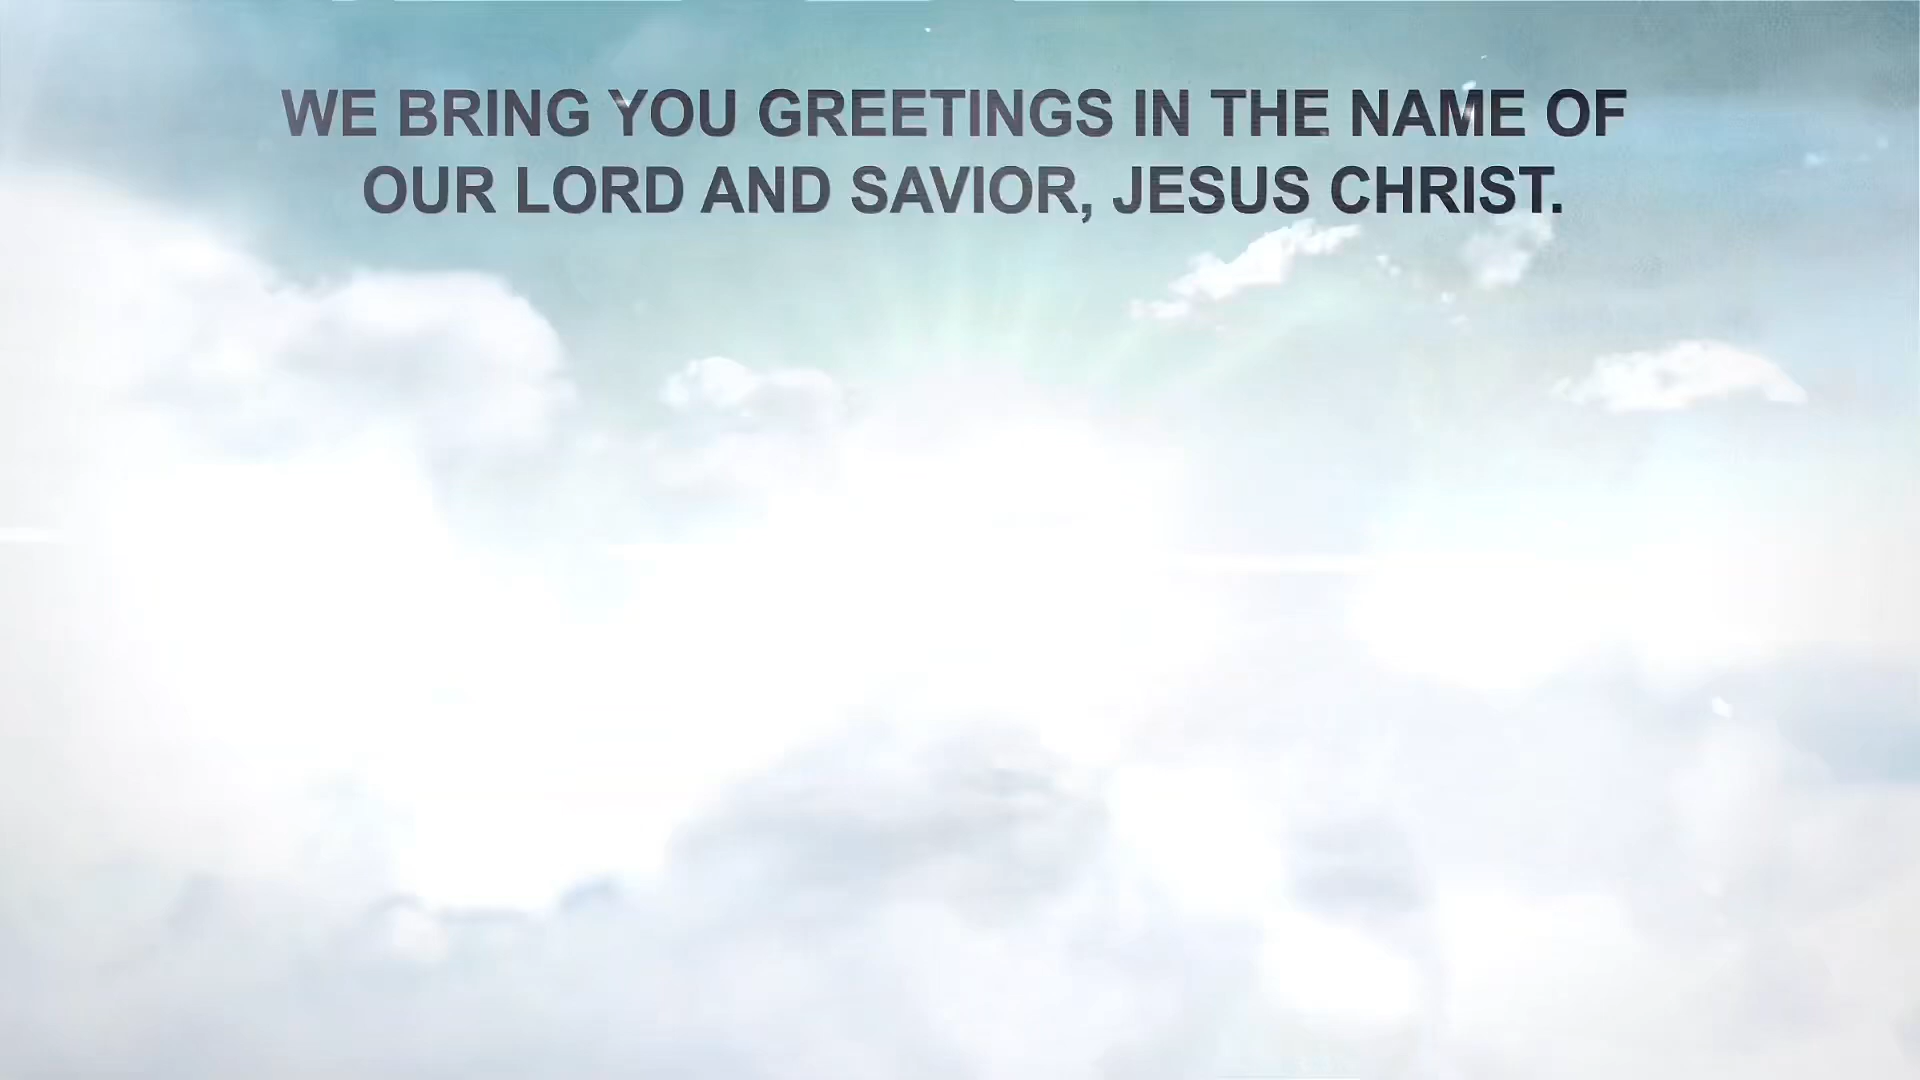 WE BRING YOU GREETINGS IN THE NAME OF
OUR LORD AND SAVIOR, JESUS CHRIST.